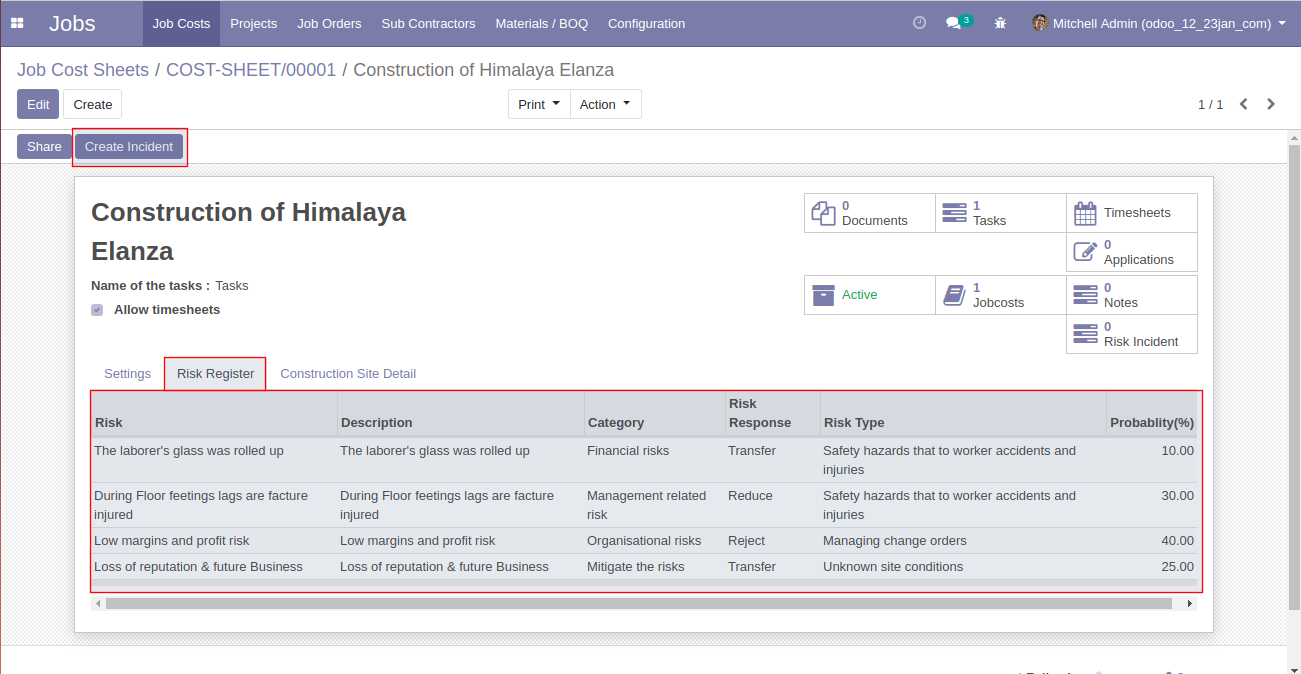 Jobs Job Costs Projects Job Orders Sub Contractors Materials / BOQ Configuration 3 Mitchell Admin (odoo_12_23jan_com)
Job Cost Sheets / COST-SHEET/00001 / Construction of Himalaya Elanza
Edit Create Print Action 1 / 1
Share Create Incident
Construction of Himalaya
Elanza
Name of the tasks : Tasks
Allow timesheets
0
Documents
1
Tasks
Timesheets
0
Applications
Active
1
Jobcosts
0
Notes
0
Risk Incident
Settings Risk Register Construction Site Detail
Risk Description Category Risk
Response Risk Type Probablity(%)
The laborer's glass was rolled up The laborer's glass was rolled up Financial risks Transfer Safety hazards that to worker accidents and
injuries 10.00
During Floor feetings lags are facture
injured During Floor feetings lags are facture
injured Management related
risk Reduce Safety hazards that to worker accidents and
injuries 30.00
Low margins and profit risk Low margins and profit risk Organisational risks Reject Managing change orders 40.00
Loss of reputation & future Business Loss of reputation & future Business Mitigate the risks Transfer Unknown site conditions 25.00